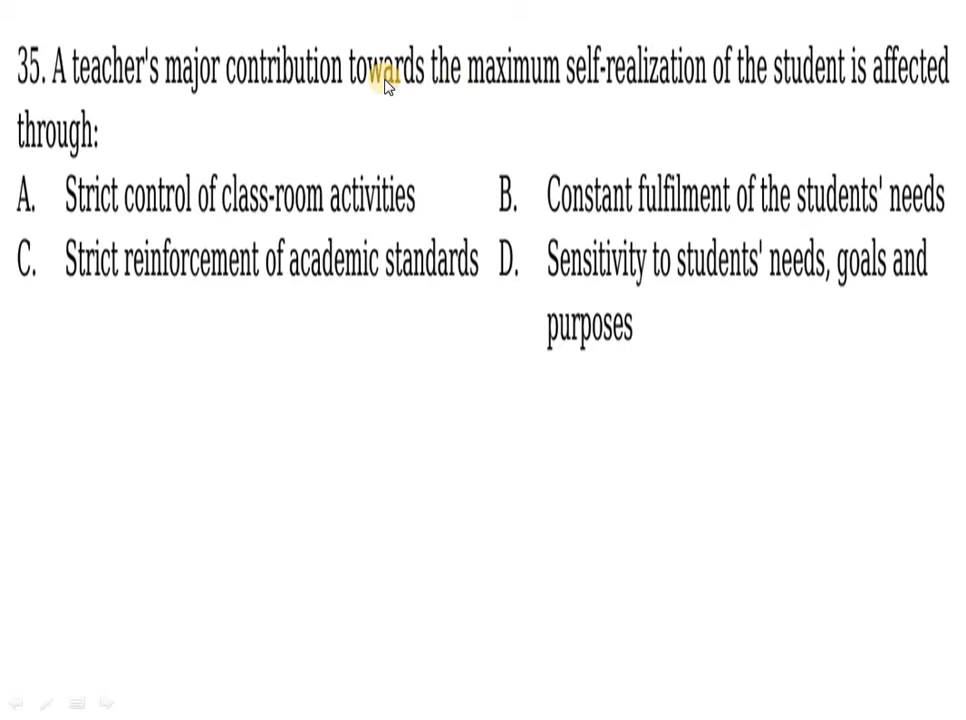 35. A teacher's major contribution towards the maximum self-realization of the student is affected
through:
A. Strict control of class-room activities B. Constant fulfilment of the students' needs
C. Strict reinforcement of academic standards D. Sensitivity to students' needs, goals and
purposes